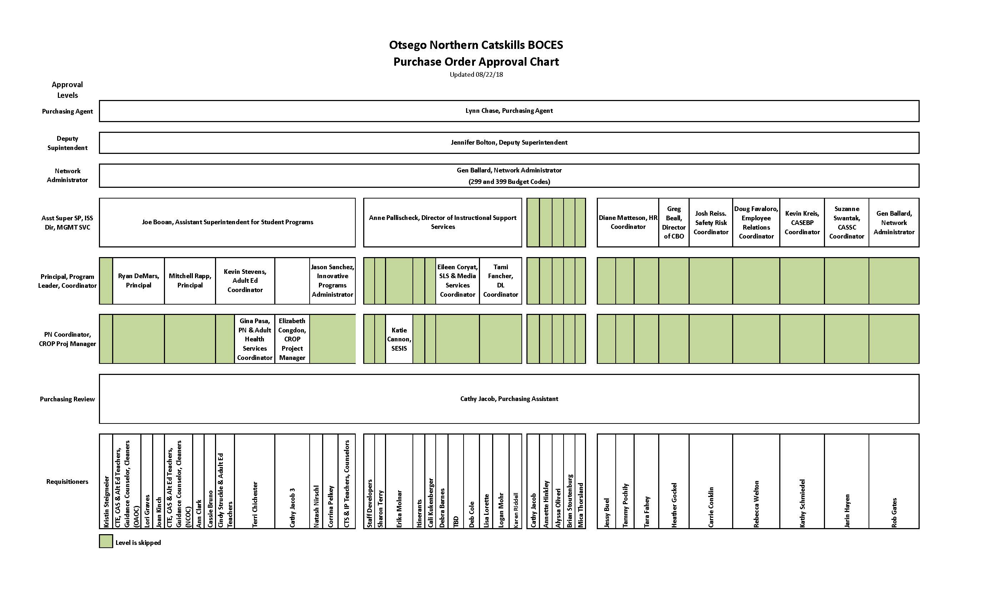 Otsego Northern Catskills BOCES
Purchase Order Approval Chart
Updated 08/22/18
Approval
Levels
Purchasing Agent
Lynn Chase, Purchasing Agent
Deputy
Supintendent
Jennifer Bolton, Deputy Superintendent
Network
Administrator
Gen Ballard, Network Administrator
(299 and 399 Budget Codes)
Asst Super SP, ISS
Dir, MGMT SVC
Joe Booan, Assistant Superintendent for Student Programs
Anne Pallischeck, Director of Instructional Support
Services
Diane Matteson, HR
Coordinator
Greg
Beall,
Director
of CBO
Josh Reiss.
Safety Risk
Coordinator
Doug Favaloro,
Employee
Relations
Coordinator
Kevin Kreis,
CASEBP
Coordinator
Suzanne
Swantak,
CASSC
Coordinator
Gen Ballard,
Network
Administrator
Principal, Program
Leader, Coordinator
Ryan DeMars,
Principal
Mitchell Rapp,
Principal
Kevin Stevens,
Adult Ed
Coordinator
Jason Sanchez,
Innovative
Programs
Administrator
Eileen Coryat,
SLS & Media
Services
Coordinator
Tami
Fancher,
DL
Coordinator
PN Coordinator,
CROP Proj Manager
Gina Pasa,
PN & Adult
Health
Services
Coordinator
Elizabeth
Congdon,
CROP
Project
Manager
Katie
Cannon,
SESIS
Purchasing Review
Cathy Jacob, Purchasing Assistant
Requisitioners
Kristin Steigmeier
CTE, CAS & Alt Ed Teachers,
Guidance Counselor, Cleaners
(OAOC)
Lori Graves
Joan Kinch
CTE, CAS & Alt Ed Teachers,
Guidance Counselor, Cleaners
(NCOC)
Ann Clark
Cassie Bruno
Cindy Struckle & Adult Ed
Teachers
Terri Chichester
Cathy Jacob 3
Natash Nirschl
Corrina Pelkey
CTS & IP Teachers, Counselors
Staff Developers
Sharon Terry
Erika Molnar
Itinerants
Cali Kukenberger
Debra Barnes
TBD
Deb Cole
Lisa Lorette
Logan Mohr
Karen Riddell
Cathy Jacob
Annette Hinkley
Alyssa Oliveri
Brian Stoutenburg
Mica Thorsland
Jessy Buel
Tammy Pochily
Tara Fahey
Heather Gockel
Carrie Conklin
Rebecca Welton
Kathy Schmiedel
Jarin Hayen
Rob Gates
Level is skipped